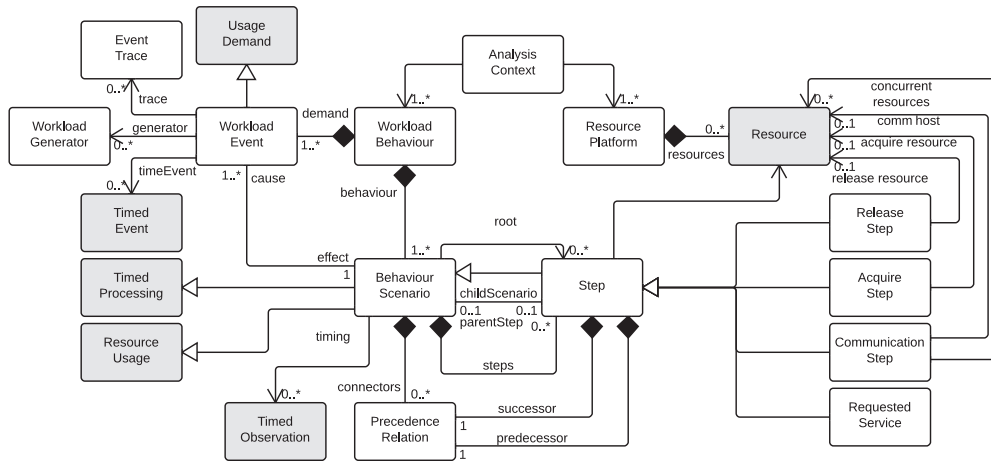 Usage
Demand
Event
Trace
Analysis
Context
0..*
trace
demand
1..*
1..*
0..*
concurrent
resources
Workload
Generator
generator
0..*
Workload
Event
1..*
Workload
Behaviour
Resource
Platform
0..*
resources
Resource
0..1
comm host
0..1
acquire resource
0..1
release resource
timeEvent
0..*
1..*
cause
behaviour
Timed
Event
root
Release
Step
effect
1
1..*
0..*
Timed
Processing
Behaviour
Scenario
childScenario
0..1
0..1
parentStep
0..*
Step
Acquire
Step
Resource
Usage
timing
steps
Communication
Step
connectors
0..*
0..*
Timed
Observation
Precedence
Relation
successor
1
predecessor
1
Requested
Service